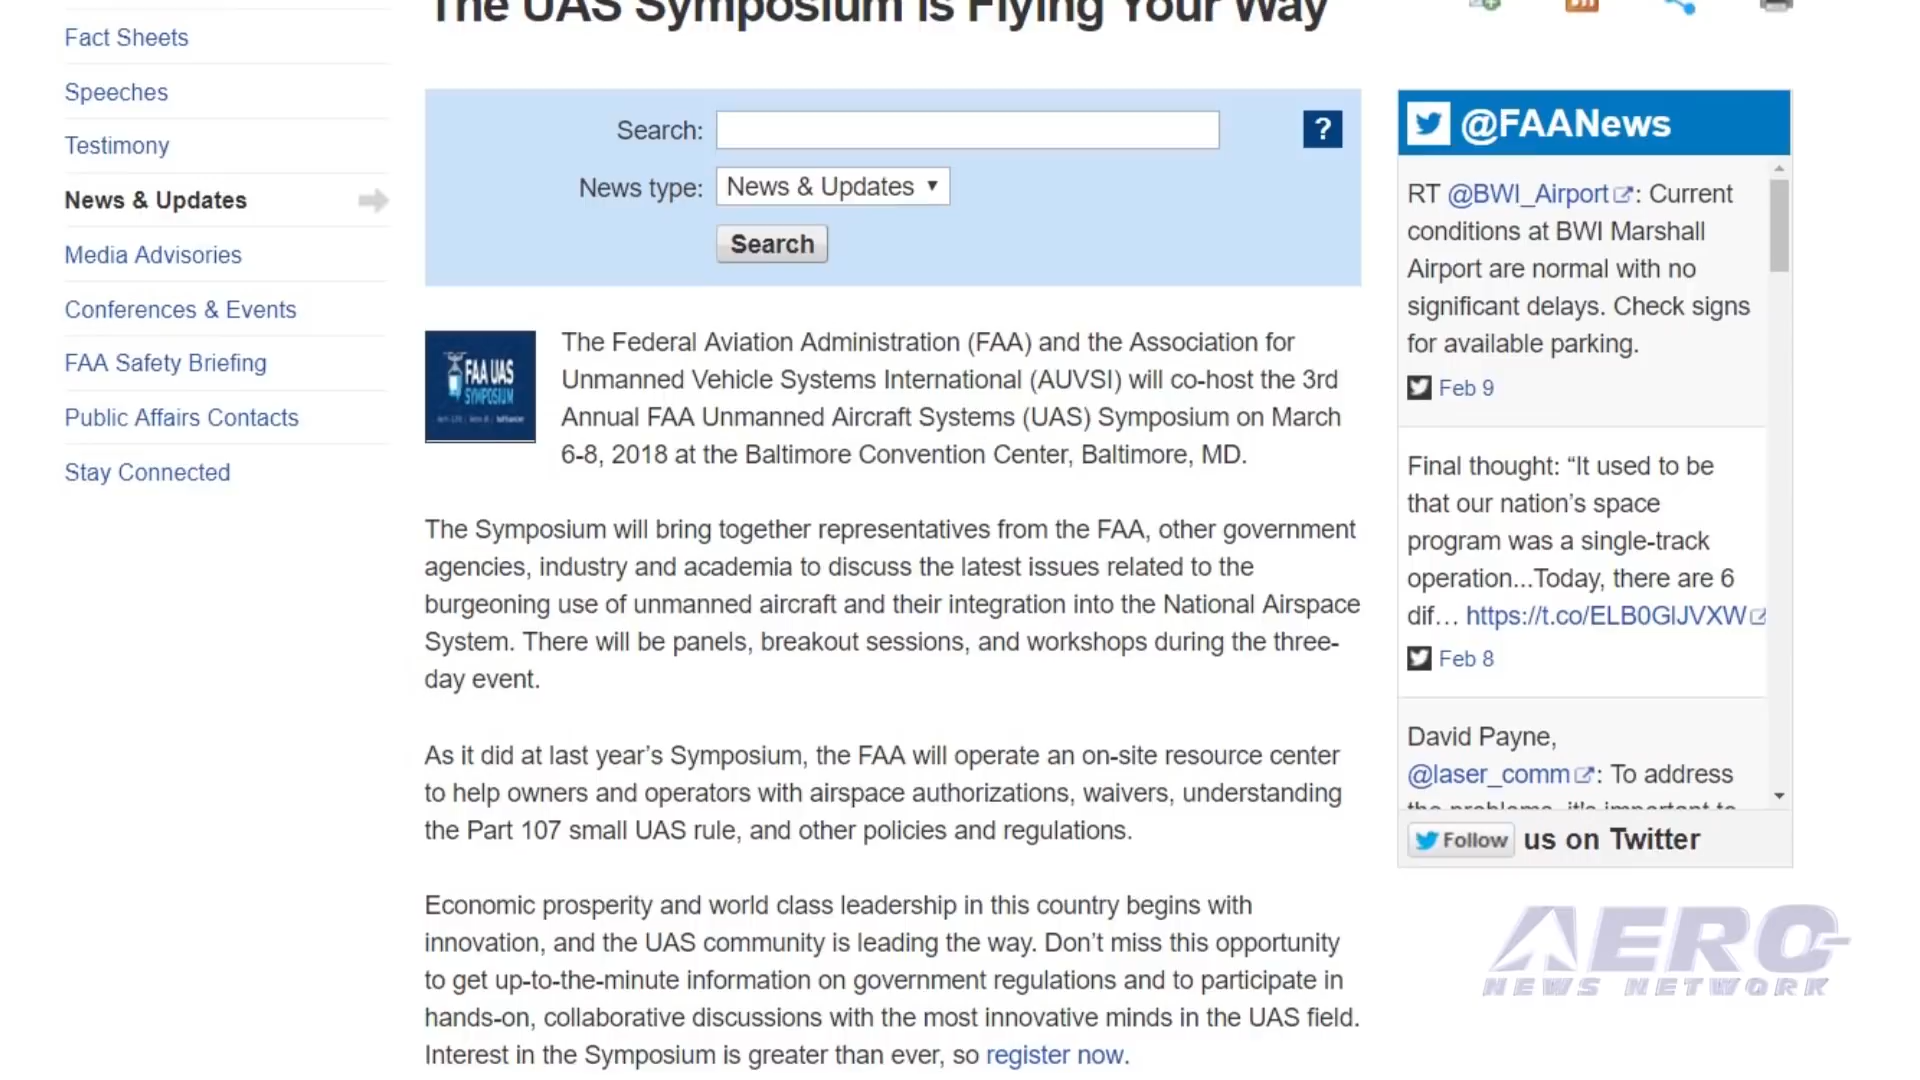 The UAS Symposium is Flying Your Way
Fact Sheets
Speeches
Testimony
News & Updates
Media Advisories
Conferences & Events
FAA Safety Briefing
Public Affairs Contacts
Stay Connected
Search:
?
News type: News & Updates
Search
FAA UAS
SYMPOSIUM
The Federal Aviation Administration (FAA) and the Association for
Unmanned Vehicle Systems International (AUVSI) will co-host the 3rd
Annual FAA Unmanned Aircraft Systems (UAS) Symposium on March
6-8, 2018 at the Baltimore Convention Center, Baltimore, MD.
The Symposium will bring together representatives from the FAA, other government
agencies, industry and academia to discuss the latest issues related to the
burgeoning use of unmanned aircraft and their integration into the National Airspace
System. There will be panels, breakout sessions, and workshops during the three-
day event.
As it did at last year’s Symposium, the FAA will operate an on-site resource center
to help owners and operators with airspace authorizations, waivers, understanding
the Part 107 small UAS rule, and other policies and regulations.
Economic prosperity and world class leadership in this country begins with
innovation, and the UAS community is leading the way. Don’t miss this opportunity
to get up-to-the-minute information on government regulations and to participate in
hands-on, collaborative discussions with the most innovative minds in the UAS field.
Interest in the Symposium is greater than ever, so register now.
@FAANews
RT @BWI_Airport: Current
conditions at BWI Marshall
Airport are normal with no
significant delays. Check signs
for available parking.
Feb 9
Final thought: “It used to be
that our nation’s space
program was a single-track
operation...Today, there are 6
dif… https://t.co/ELB0GlJVXW
Feb 8
David Payne,
@laser_comm: To address
the problems, it's important to
Follow us on Twitter
AERO
NEWS NETWORK